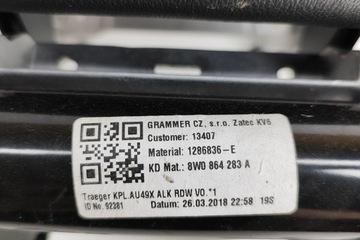 GRAMMER CZ, s.r.o. Zatec KV6
Customer: 13407
Material: 1286836-E
KD Mat.: 8W0 864 283 A
Traeger KPL.AU49X ALK RDW VO.*1
ID No. 92381 Datum: 26.03.2018 22:58 19S